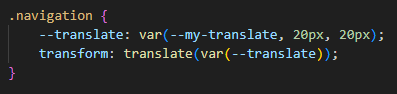 .navigation {
    --translate: var(--my-translate, 20px, 20px);
    transform: translate(var(--translate));
}